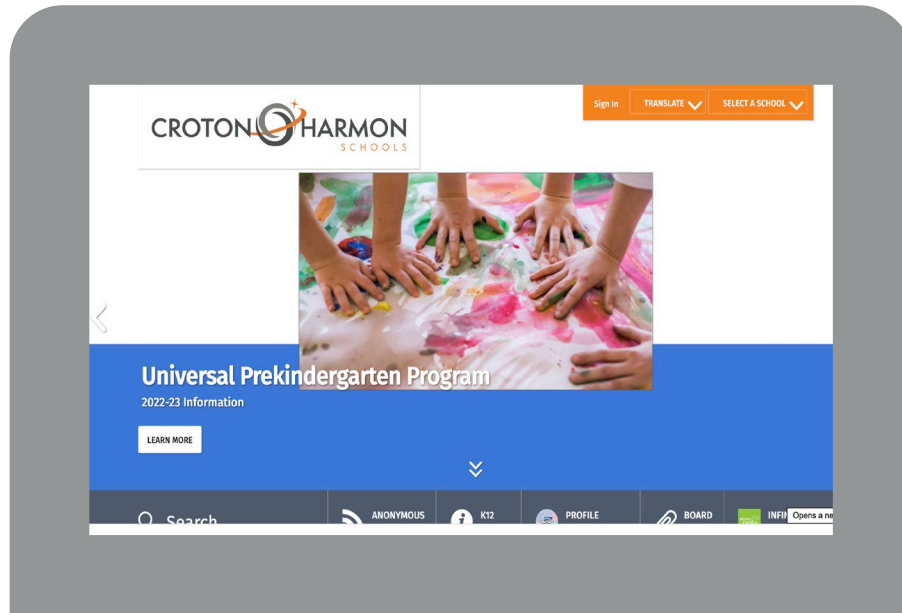 CROTON HARMON
SCHOOLS
Sign In TRANSLATE SELECT A SCHOOL
Universal Prekindergarten Program
2022-23 Information
LEARN MORE
Search ANONYMOUS K12 PROFILE BOARD INFIN Opens a ne